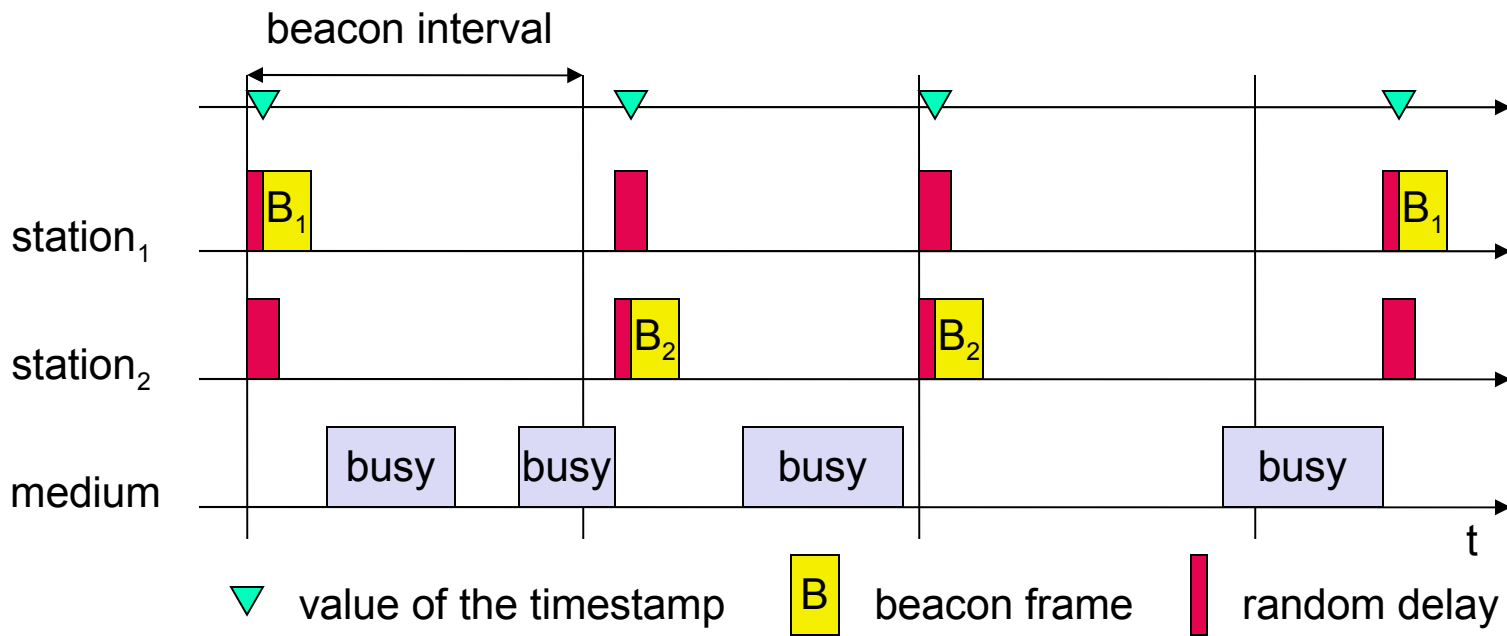 beacon interval
B₁ B₁
station₁
B₂ B₂
station₂
busy busy busy busy
medium
t
value of the timestamp B beacon frame random delay